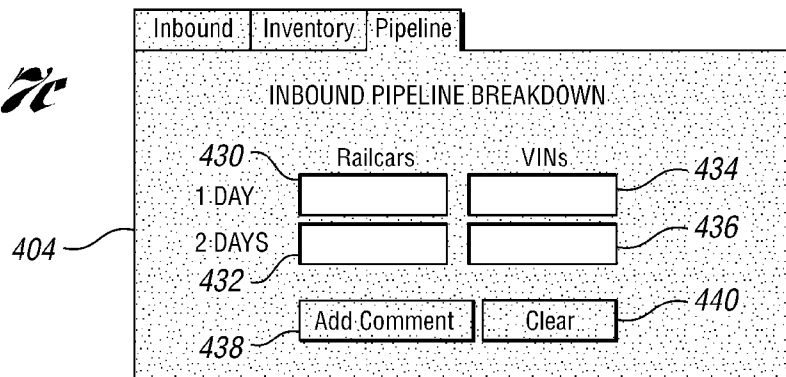 Inbound Inventory Pipeline
7c
INBOUND PIPELINE BREAKDOWN
430 Railcars VINs 434
1 DAY
404 2 DAYS 436
432
Add Comment Clear 440
438